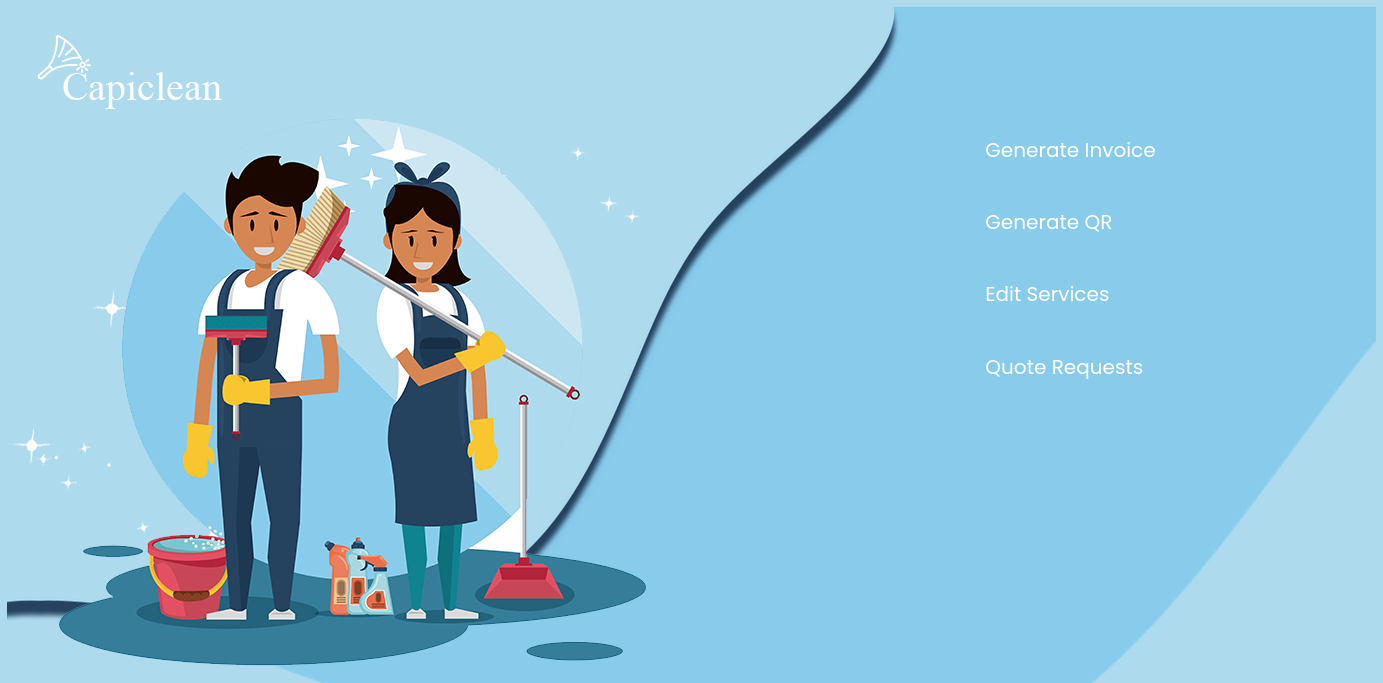 Capiclean
Generate Invoice
Generate QR
Edit Services
Quote Requests